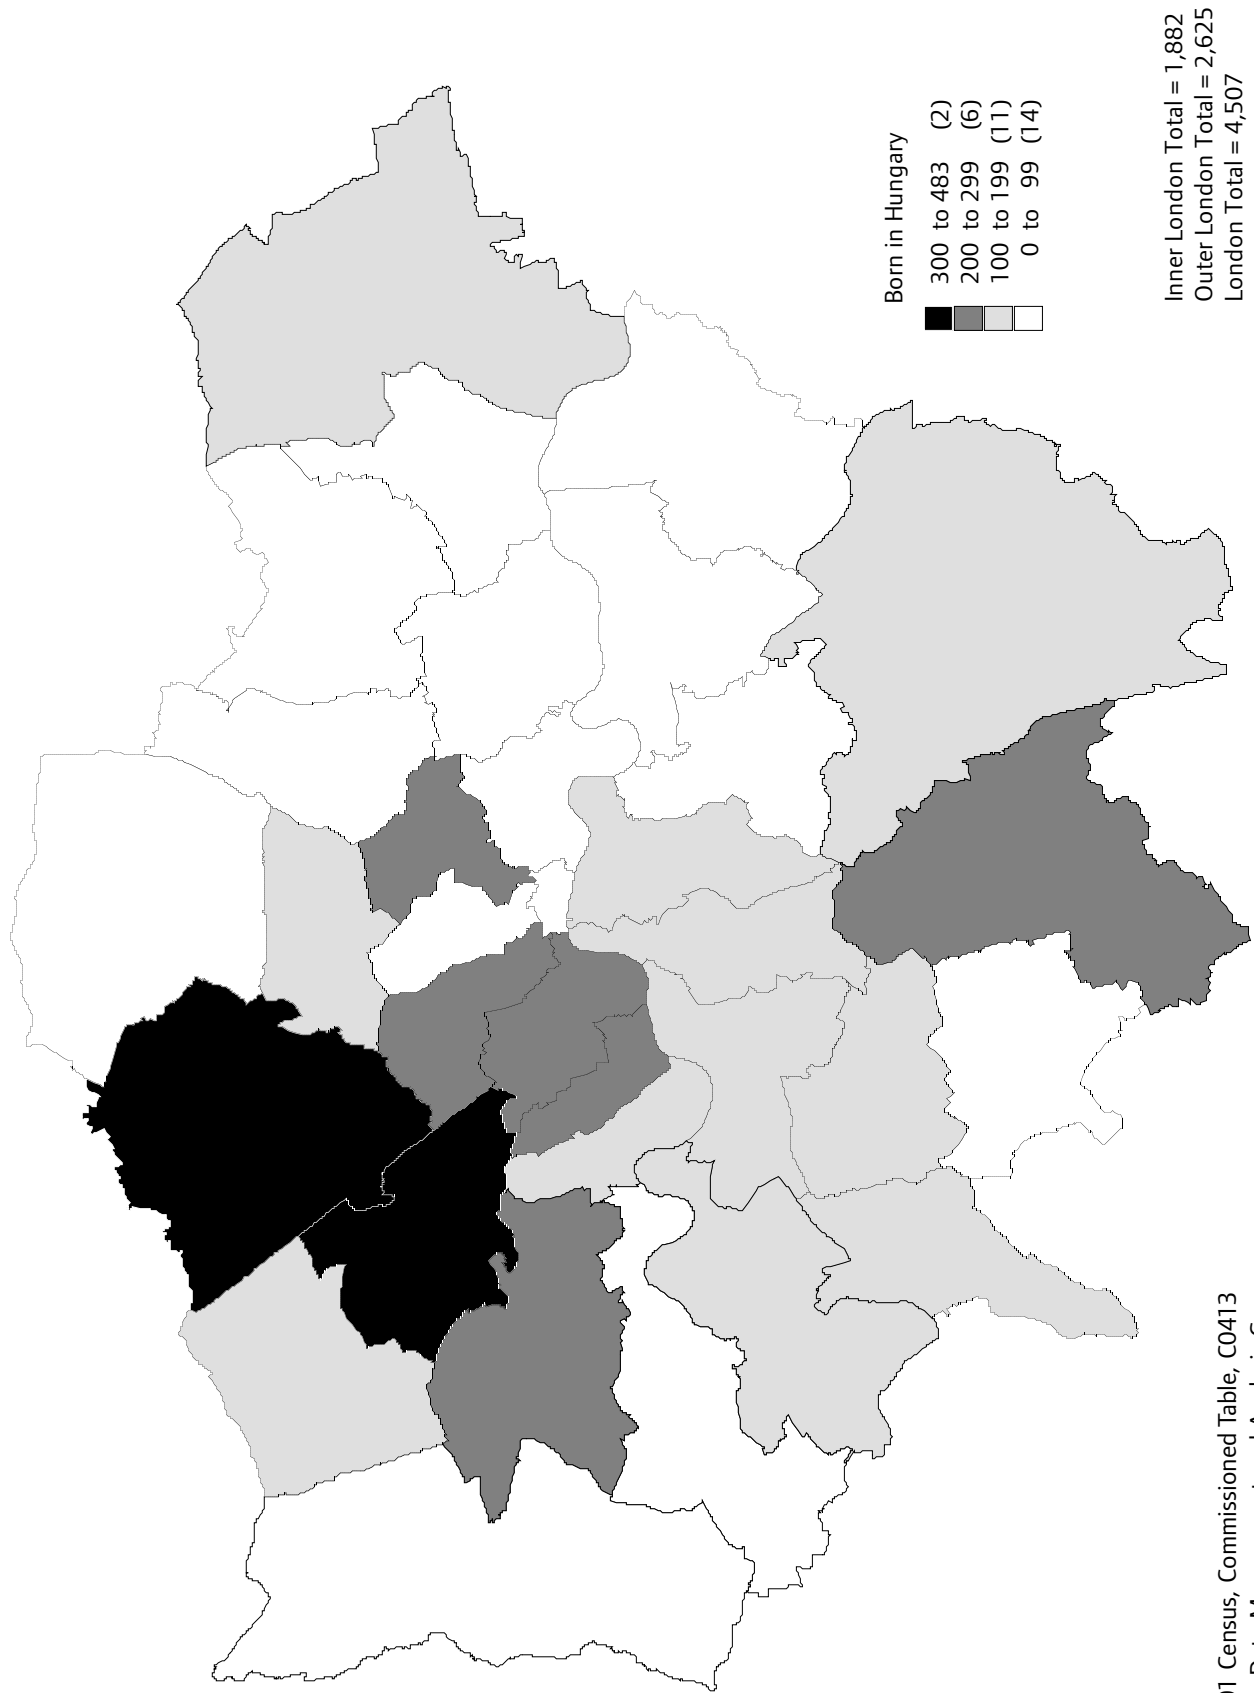 Born in Hungary
300 to 483 (2)
200 to 299 (6)
100 to 199 (11)
0 to 99 (14)
Inner London Total = 1,882
Outer London Total = 2,625
London Total = 4,507
Census, Commissioned Table, C0413